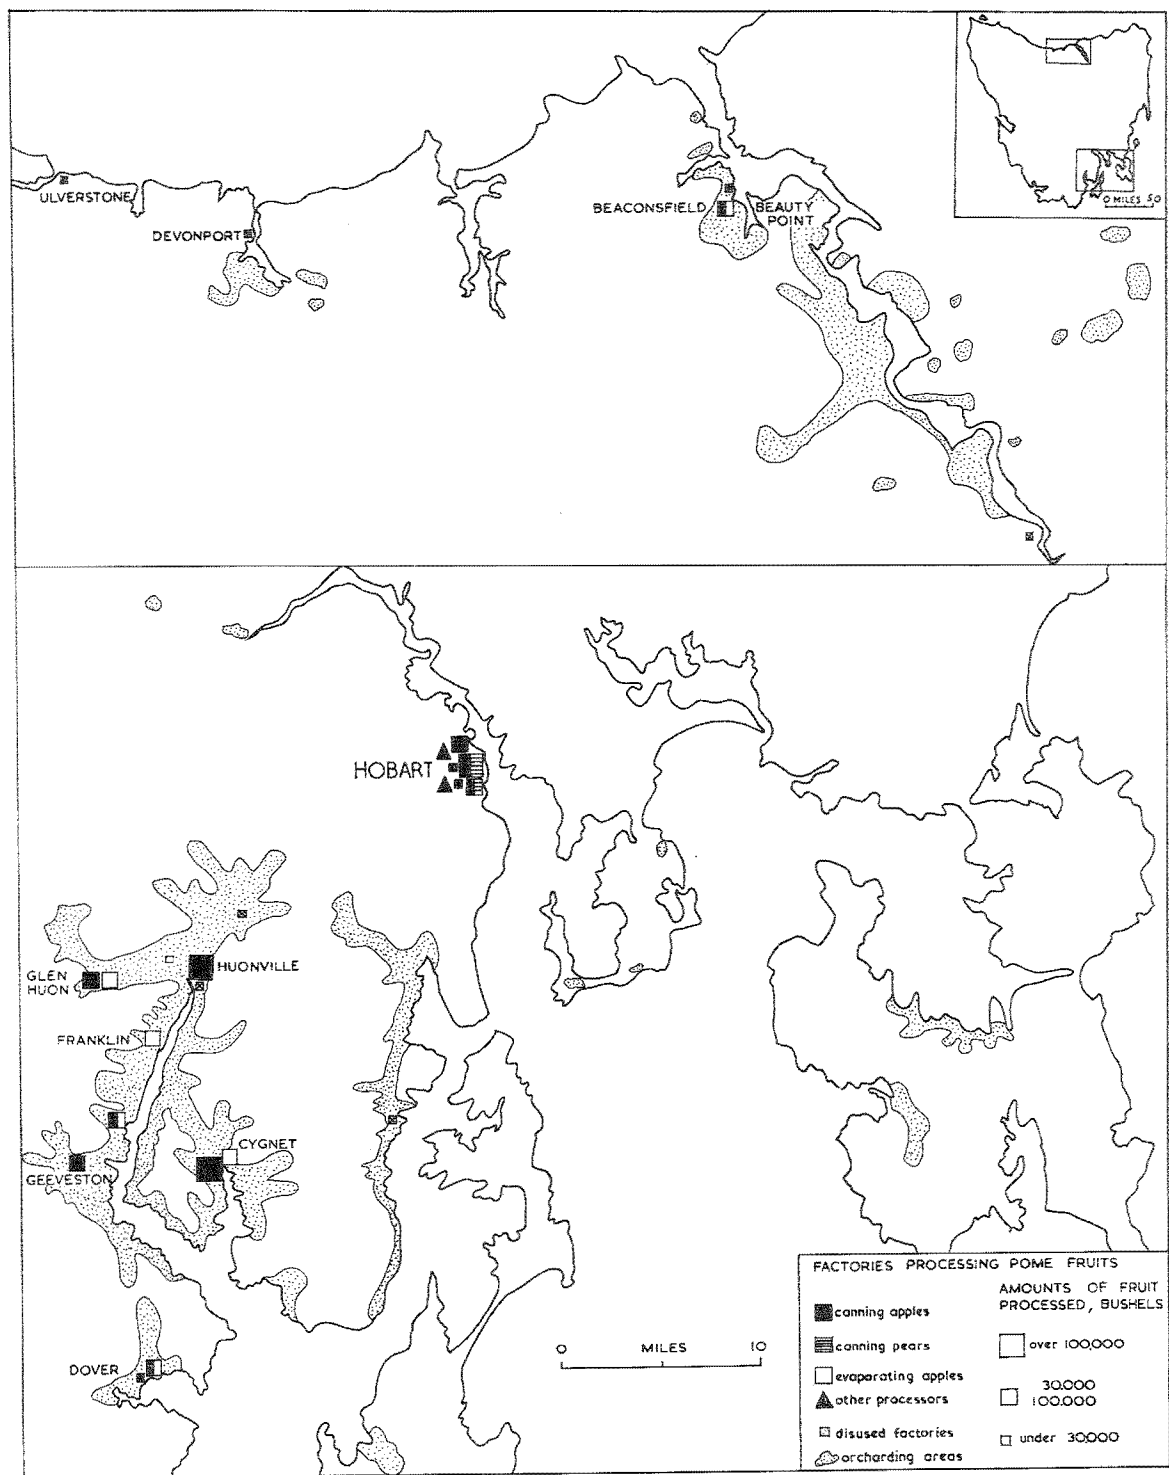 ULVERSTONE
DEVONPORT
BEACONSFIELD
BEAUTY
POINT
O MILES 50
HOBART
GLEN
HUON
HUONVILLE
FRANKLIN
CYGNET
GEEVESTON
DOVER
O MILES 10
FACTORIES PROCESSING POME FRUITS
canning apples
canning pears
evaporating apples
other processors
disused factories
orcharding areas
AMOUNTS OF FRUIT
PROCESSED, BUSHELS
over 100,000
30.000
100.000
under 30.000